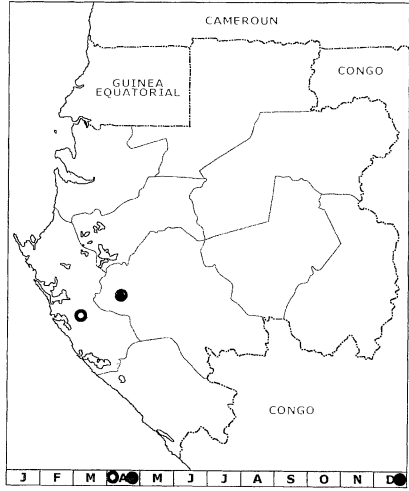 CAMEROUN
CONGO
GUINEA
EQUATORIAL
CONGO
J F M A M J J A S O N D